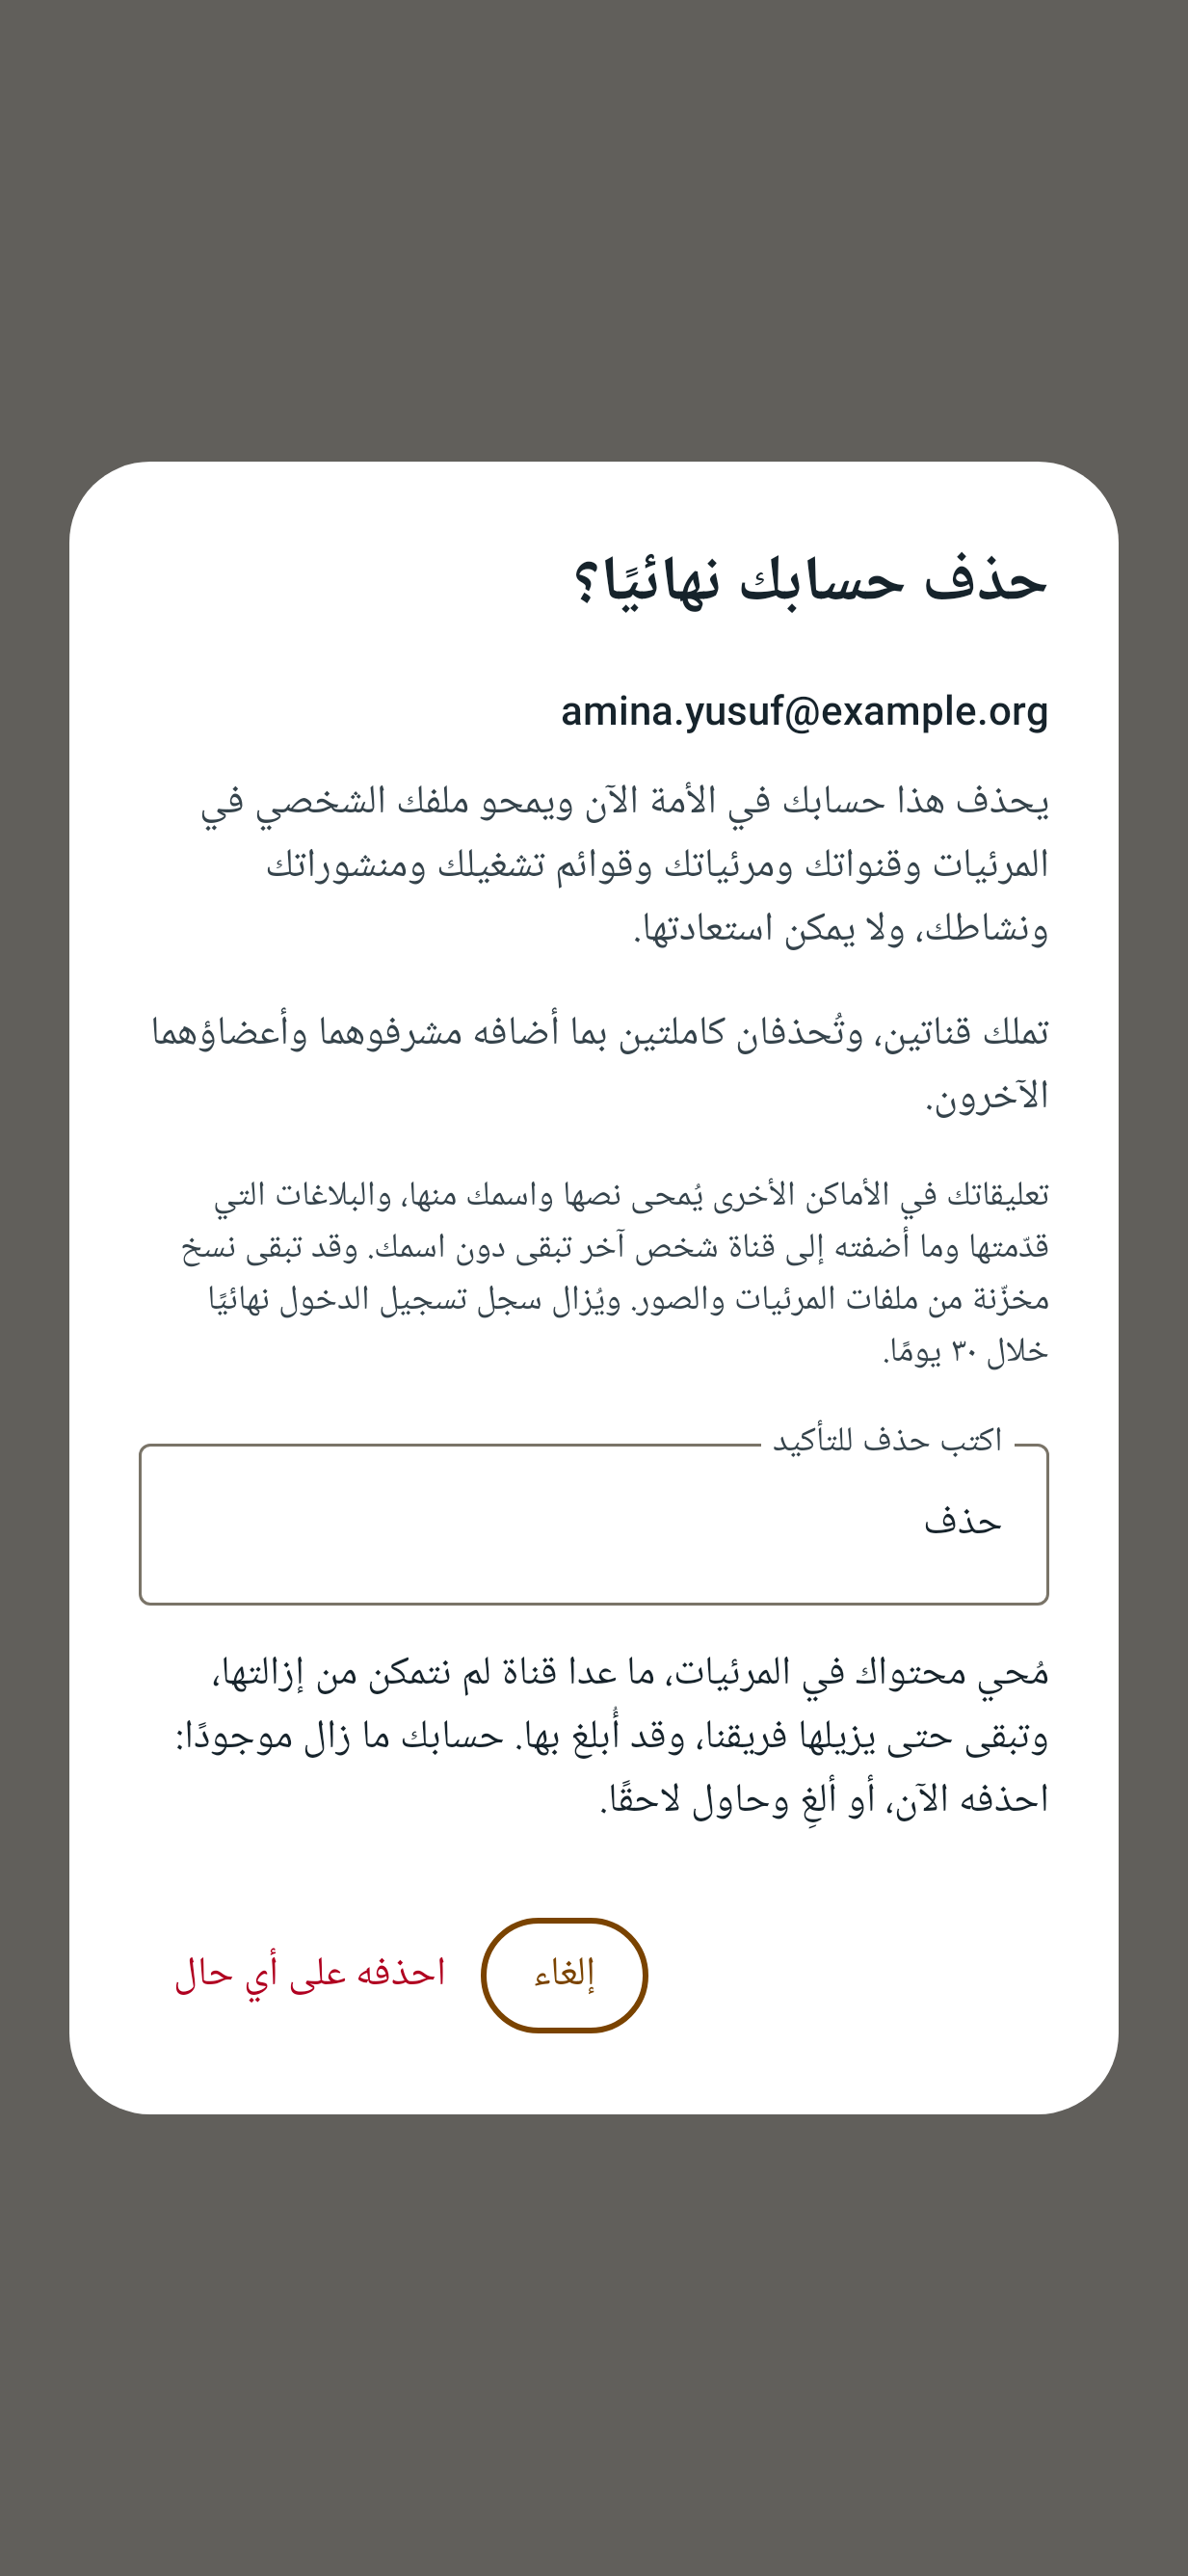 حذف حسابك نهائيًا؟
amina.yusuf@example.org
يحذف هذا حسابك في الأمة الآن ويمحو ملفك الشخصي في
المرئيات وقنواتك ومرئياتك وقوائم تشغيلك ومنشوراتك
ونشاطك، ولا يمكن استعادتها.
تملك قناتين، وتُحذفان كاملتين بما أضافه مشرفوهما وأعضاؤهما
الآخرون.
تعليقاتك في الأماكن الأخرى يُمحى نصها واسمك منها، والبلاغات التي
قدّمتها وما أضفته إلى قناة شخص آخر تبقى دون اسمك. وقد تبقى نسخ
مخزّنة من ملفات المرئيات والصور. ويُزال سجل تسجيل الدخول نهائيًا
خلال ٣٠ يومًا.
اكتب حذف للتأكيد
حذف
مُحي محتواك في المرئيات، ما عدا قناة لم نتمكن من إزالتها،
وتبقى حتى يزيلها فريقنا، وقد أُبلغ بها. حسابك ما زال موجودًا:
احذفه الآن، أو ألغِ وحاول لاحقًا.
إلغاء
احذفه على أي حال